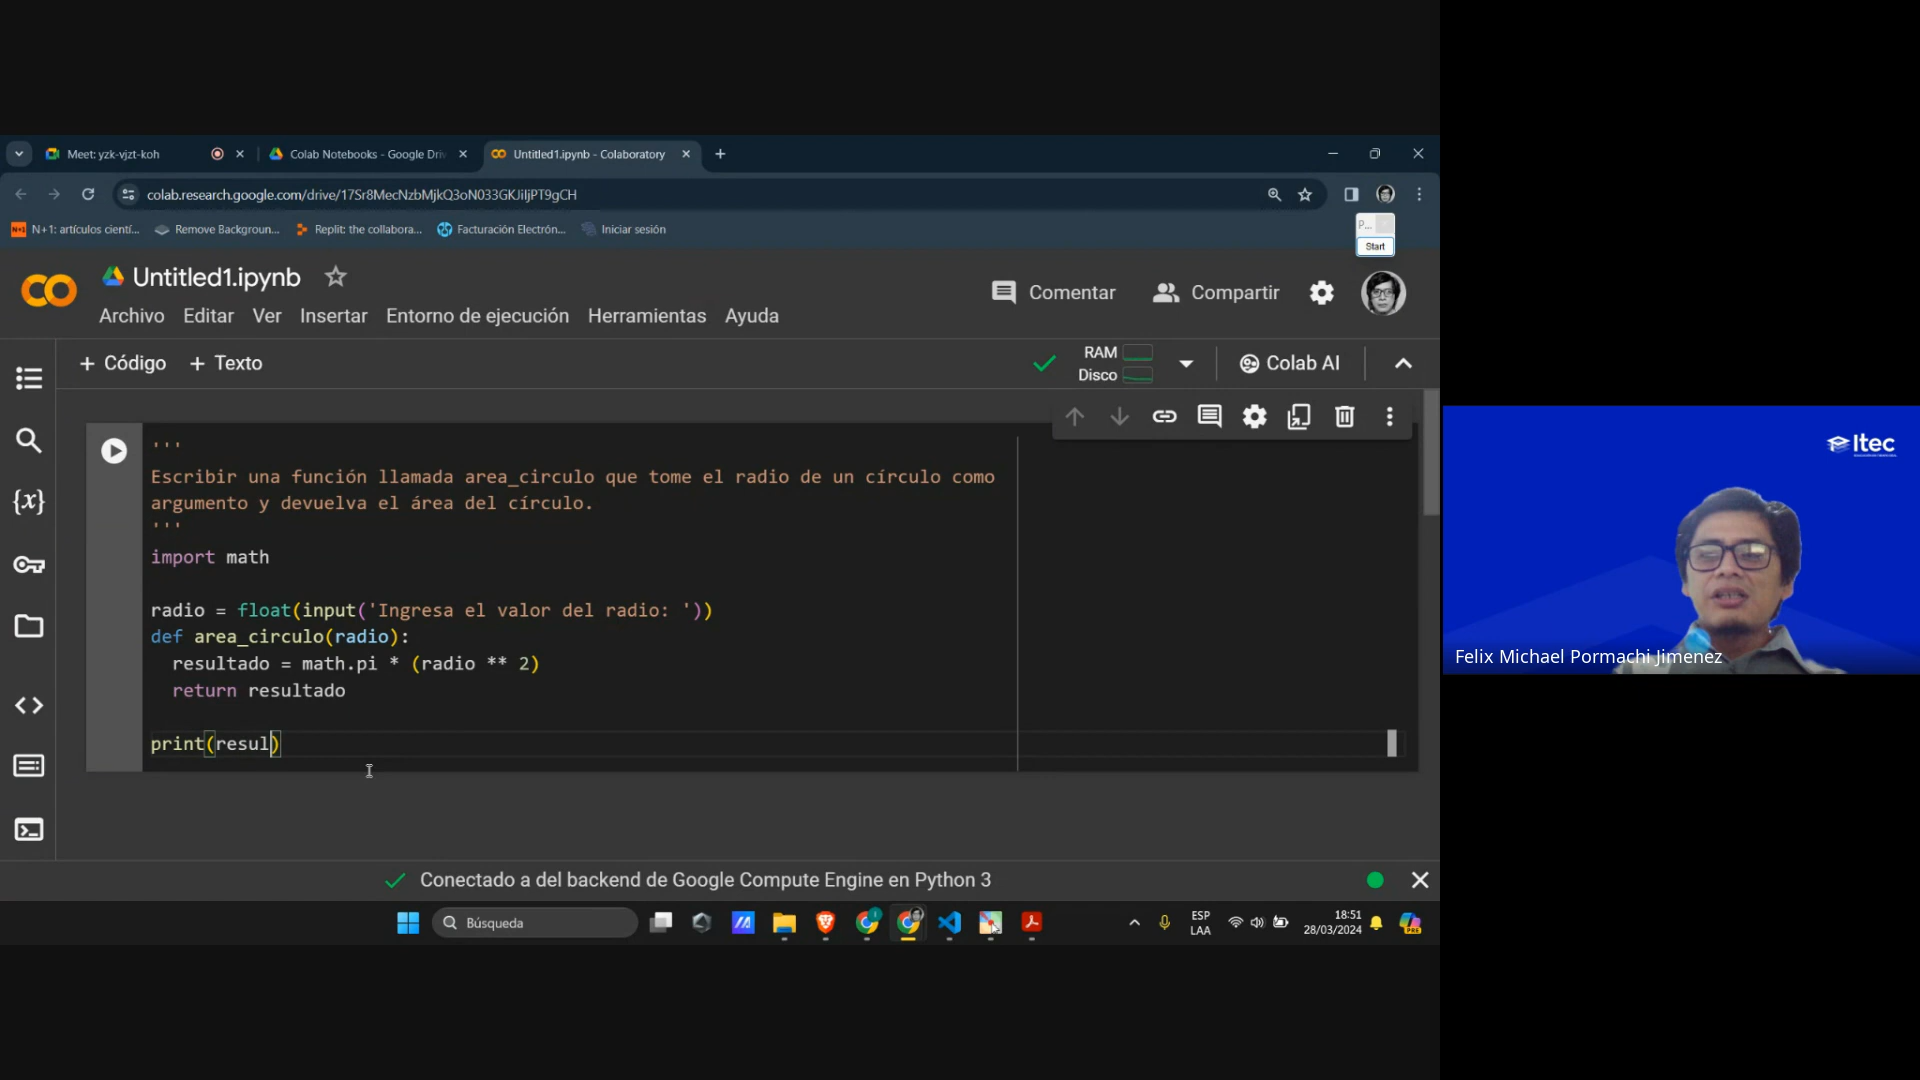 Meet: yzk-vjzt-koh
Colab Notebooks - Google Dri
Untitled1.ipynb - Colaboratory
colab.research.google.com/drive/17Sr8MecNzbMjkQ3oN033GKJiIjPT9gCH
N+1 N+1: artículos cientí...
Remove Backgroun...
Replit: the collabora...
Facturación Electrón...
Iniciar sesión
P...
Start
Untitled1.ipynb
Comentar
Compartir
Archivo Editar Ver Insertar Entorno de ejecución Herramientas Ayuda
+ Código + Texto
RAM
Disco
Colab AI
'''
Escribir una función llamada area_circulo que tome el radio de un círculo como
argumento y devuelva el área del círculo.
'''
import math
radio = float(input('Ingresa el valor del radio: '))
def area_circulo(radio):
resultado = math.pi * (radio ** 2)
return resultado
print(resul)
Conectado a del backend de Google Compute Engine en Python 3
Búsqueda
ESP
LAA
18:51
28/03/2024
PRE
Itec
Felix Michael Pormachi Jimenez